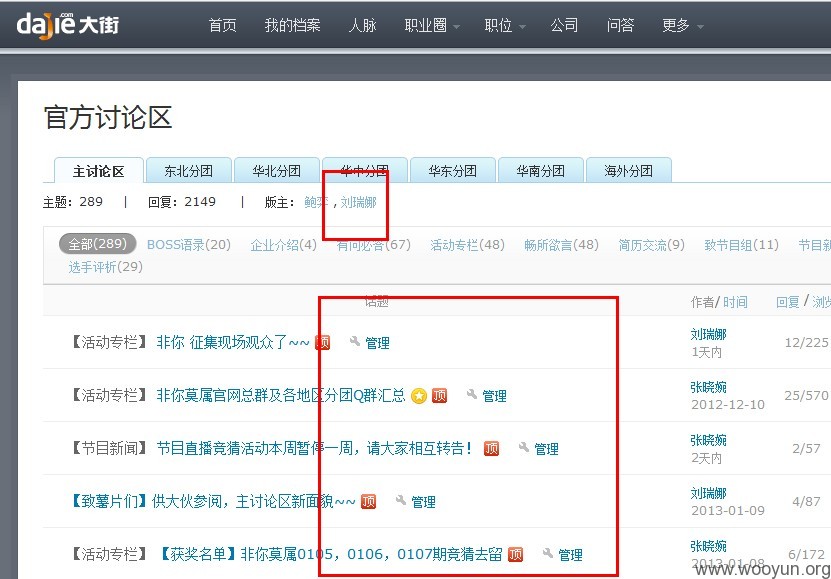 dajie.com大街 首页 我的档案 人脉 职业圈 职位 公司 问答 更多
官方讨论区
主讨论区 东北分团 华北分团 华中分团 华东分团 华南分团 海外分团
主题：289 | 回复：2149 | 版主： 鲍奕，刘瑞娜
全部(289) BOSS语录(20) 企业介绍(4) 有问必答(67) 活动专栏(48) 畅所欲言(48) 简历交流(9) 致节目组(11) 节目新
选手评析(29)
话题 作者/ 时间 回复 / 浏览
【活动专栏】 非你 征集现场观众了~~ 顶 管理 刘瑞娜 12/225
1天内
【活动专栏】 非你莫属官网总群及各地区分团Q群汇总 顶 管理 张晓婉 25/570
2012-12-10
【节目新闻】 节目直播竞猜活动本周暂停一周，请大家相互转告！ 顶 管理 张晓婉 2/57
2天内
【致薯片们】供大伙参阅，主讨论区新面貌~~ 顶 管理 刘瑞娜 4/87
2013-01-09
【活动专栏】 【获奖名单】非你莫属0105，0106，0107期竞猜去留 顶 管理 张晓婉 6/172
2013-01-08
www.wooyun.org